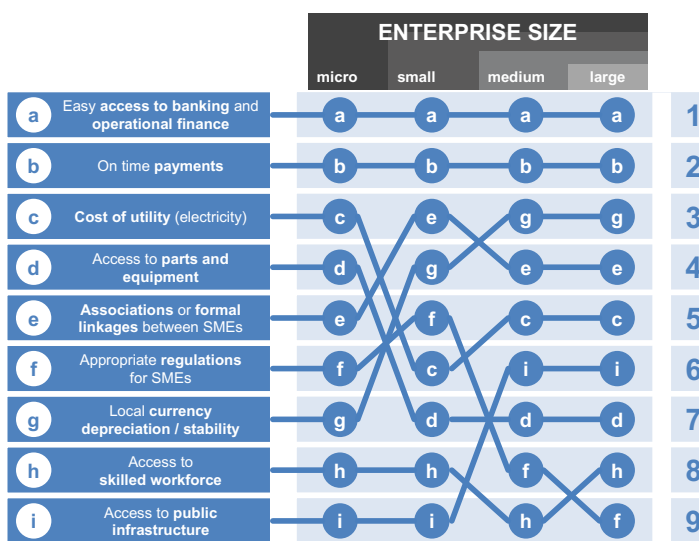 ENTERPRISE SIZE
micro small medium large
a Easy access to banking and
operational finance a a a a 1
b On time payments b b b b 2
c Cost of utility (electricity) c e g g 3
d Access to parts and
equipment d g e e 4
e Associations or formal
linkages between SMEs e f c c 5
f Appropriate regulations
for SMEs f c i i 6
g Local currency
depreciation / stability g d d d 7
h Access to
skilled workforce h h f h 8
i Access to public
infrastructure i i h f 9